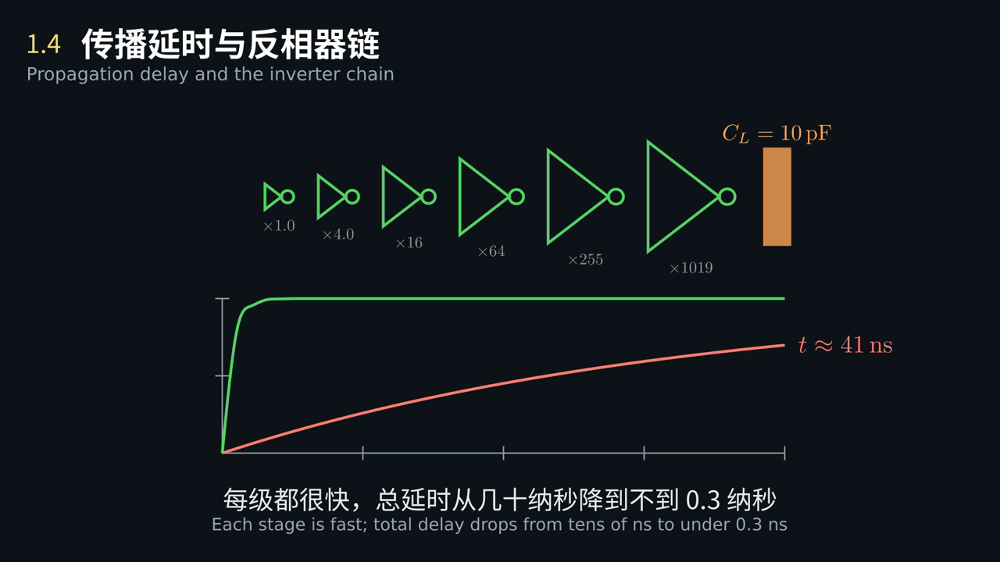 1.4 传播延时与反相器链
Propagation delay and the inverter chain
C_L = 10 pF
×1.0
×4.0
×16
×64
×255
×1019
t ≈ 41 ns
每级都很快，总延时从几十纳秒降到不到 0.3 纳秒
Each stage is fast; total delay drops from tens of ns to under 0.3 ns